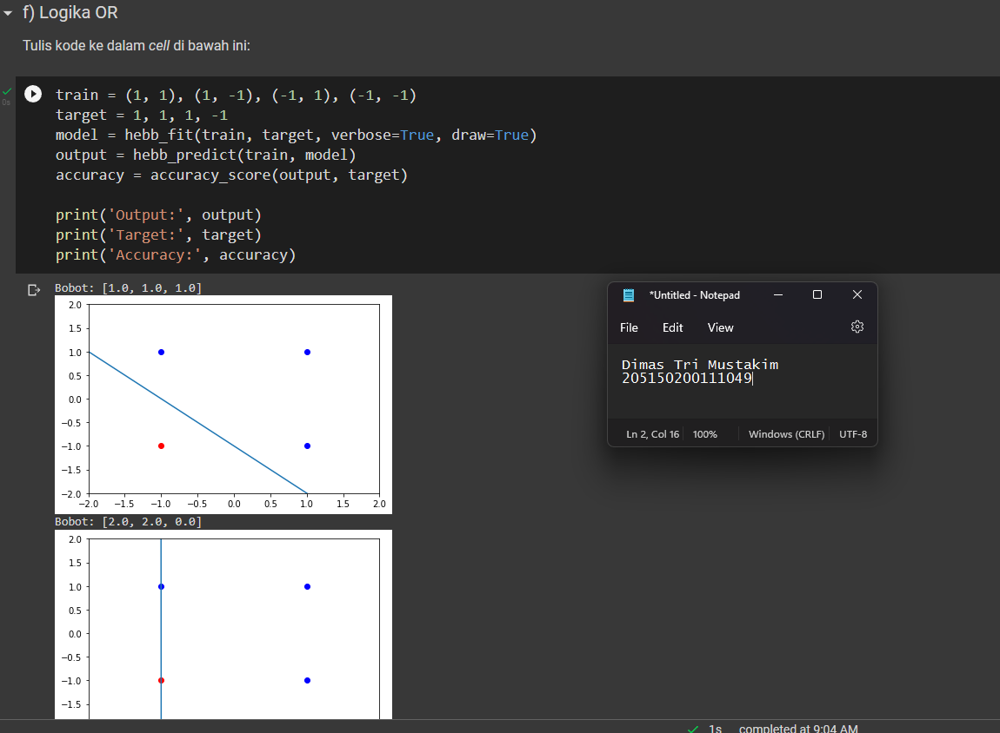 f) Logika OR
Tulis kode ke dalam cell di bawah ini:
0s
train = (1, 1), (1, -1), (-1, 1), (-1, -1)
target = 1, 1, 1, -1
model = hebb_fit(train, target, verbose=True, draw=True)
output = hebb_predict(train, model)
accuracy = accuracy_score(output, target)
print('Output:', output)
print('Target:', target)
print('Accuracy:', accuracy)
Bobot: [1.0, 1.0, 1.0]
2.0
1.5
1.0
0.5
0.0
−0.5
−1.0
−1.5
−2.0
−2.0 −1.5 −1.0 −0.5 0.0 0.5 1.0 1.5 2.0
*Untitled - Notepad
File Edit View
Dimas Tri Mustakim
205150200111049
Ln 2, Col 16 100% Windows (CRLF) UTF-8
Bobot: [2.0, 2.0, 0.0]
2.0
1.5
1.0
0.5
0.0
−0.5
−1.0
−1.5
1s completed at 9:04 AM